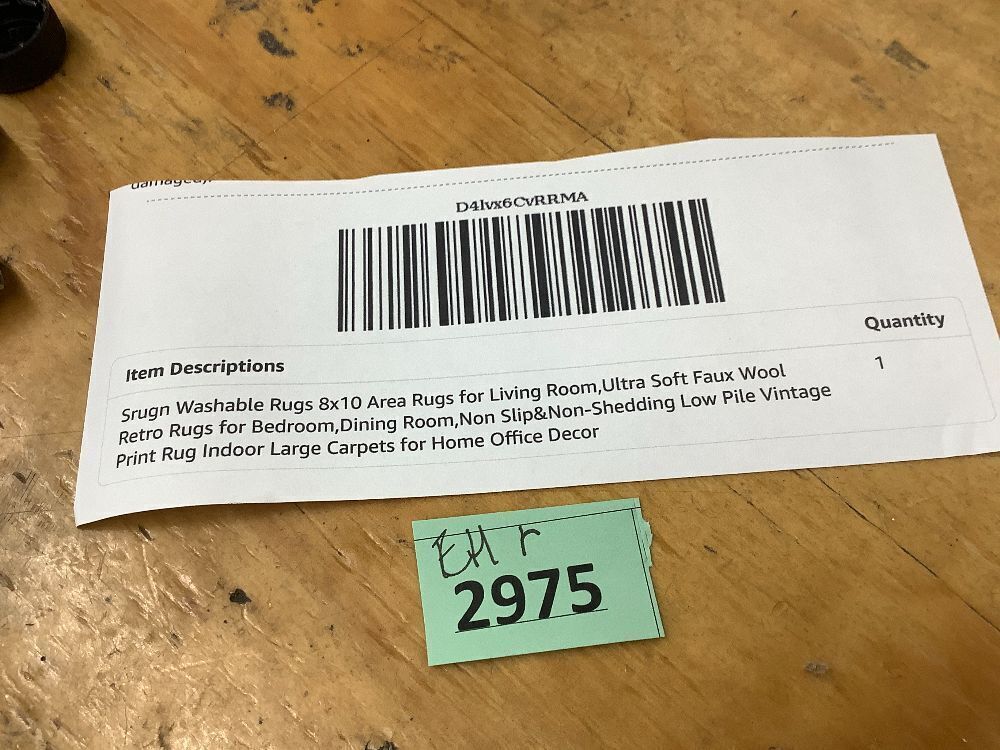 damaged).
D4lvx6CvRRMA
Item Descriptions
Quantity
Srugn Washable Rugs 8x10 Area Rugs for Living Room,Ultra Soft Faux Wool
1
Retro Rugs for Bedroom,Dining Room,Non Slip&Non-Shedding Low Pile Vintage
Print Rug Indoor Large Carpets for Home Office Decor
EH r
2975